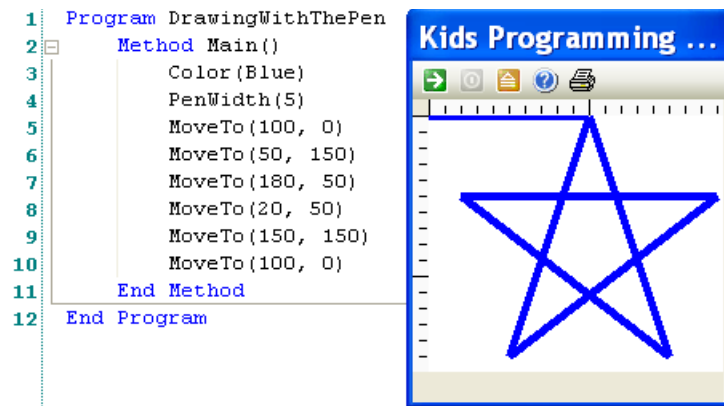 1 Program DrawingWithThePen
2 Method Main()
3 Color(Blue)
4 PenWidth(5)
5 MoveTo(100, 0)
6 MoveTo(50, 150)
7 MoveTo(180, 50)
8 MoveTo(20, 50)
9 MoveTo(150, 150)
10 MoveTo(100, 0)
11 End Method
12 End Program
Kids Programming ...